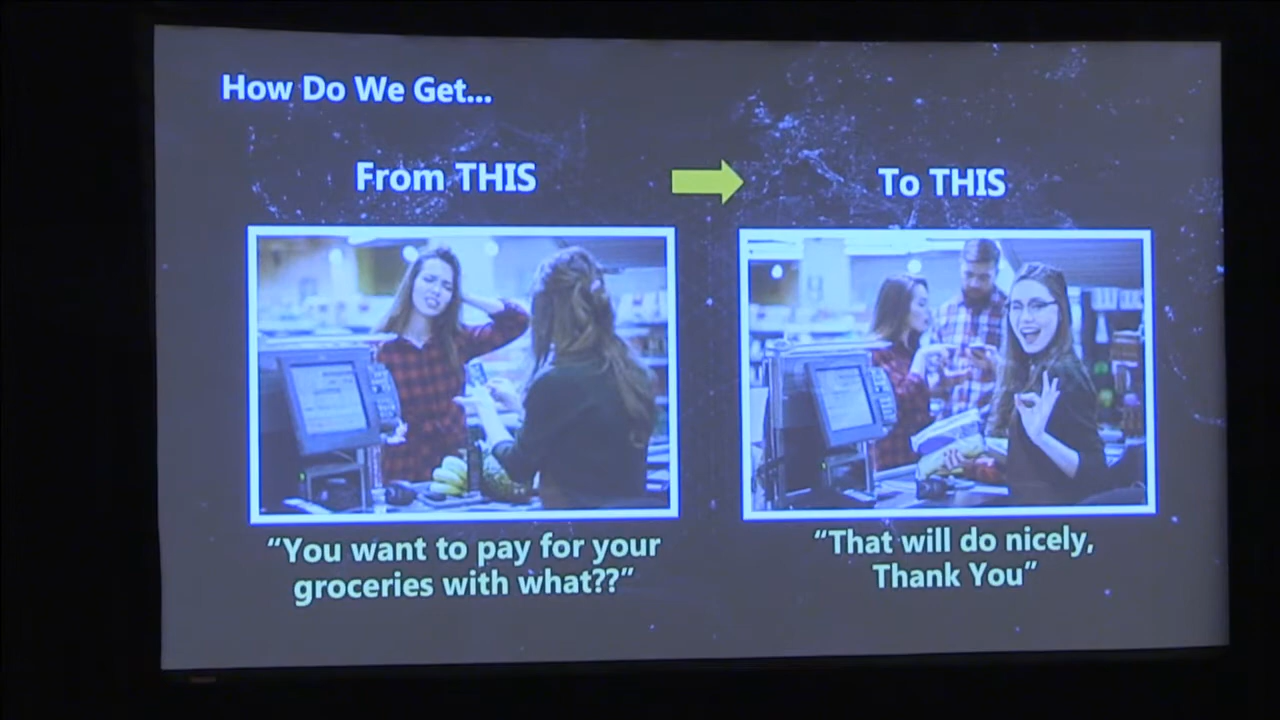 How Do We Get...
From THIS
To THIS
“You want to pay for your
groceries with what??”
“That will do nicely,
Thank You”